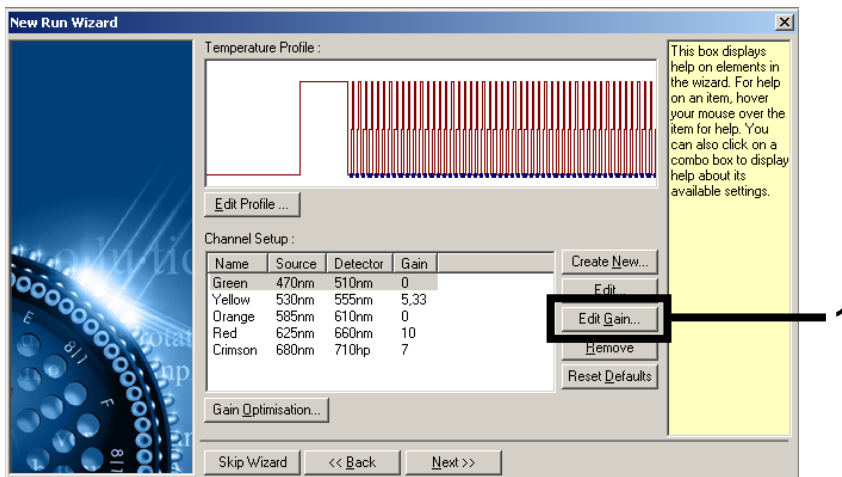 New Run Wizard
Temperature Profile :
This box displays
help on elements in
the wizard. For help
on an item, hover
your mouse over the
item for help. You
can also click on a
combo box to display
help about its
available settings.
Edit Profile ...
Channel Setup :
Name Source Detector Gain
Green 470nm 510nm 0
Yellow 530nm 555nm 5,33
Orange 585nm 610nm 0
Red 625nm 660nm 10
Crimson 680nm 710hp 7
Create New...
Edit...
Edit Gain...
Remove
Reset Defaults
1
Gain Optimisation...
Skip Wizard
<< Back
Next >>